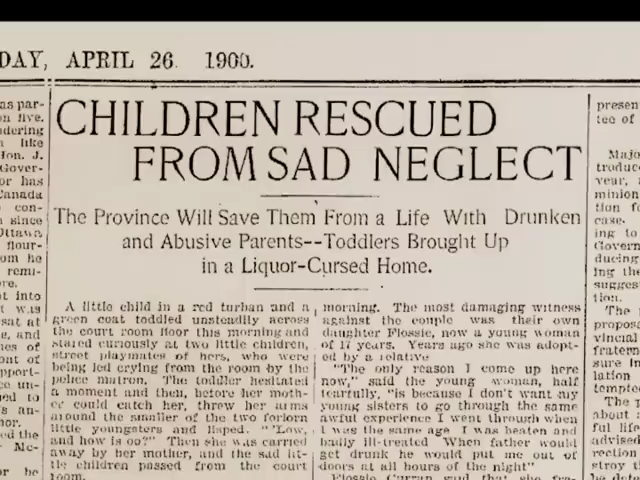 DAY, APRIL 26 1900.
CHILDREN RESCUED
FROM SAD NEGLECT
The Province Will Save Them From a Life With Drunken
and Abusive Parents--Toddlers Brought Up
in a Liquor-Cursed Home.
A little child in a red turban and a
green coat toddled unsteadily across
the court room floor this morning and
stared curiously at two little children,
street playmates of hers, who were
being led crying from the room by the
police matron. The toddler hesitated
a moment and then, before her moth-
er could catch her, threw her arms
around the smaller of the two forlorn
little youngsters and lisped. "'Low,
and how is oo?" Then she was carried
away by her mother, and the sad lit-
tle children passed from the court
room.
morning. The most damaging witness
against the couple was their own
daughter Flossie, now a young woman
of 17 years. Years ago she was adopt-
ed by a relative
"The only reason I come up here
now," said the young woman, half
tearfully, "is because I don't want my
young sisters to go through the same
awful experience I went through when
I was the same age I was beaten and
badly ill-treated When father would
get drunk he would put me out of
doors at all hours of the night"
Flossie Curran said that she fre-